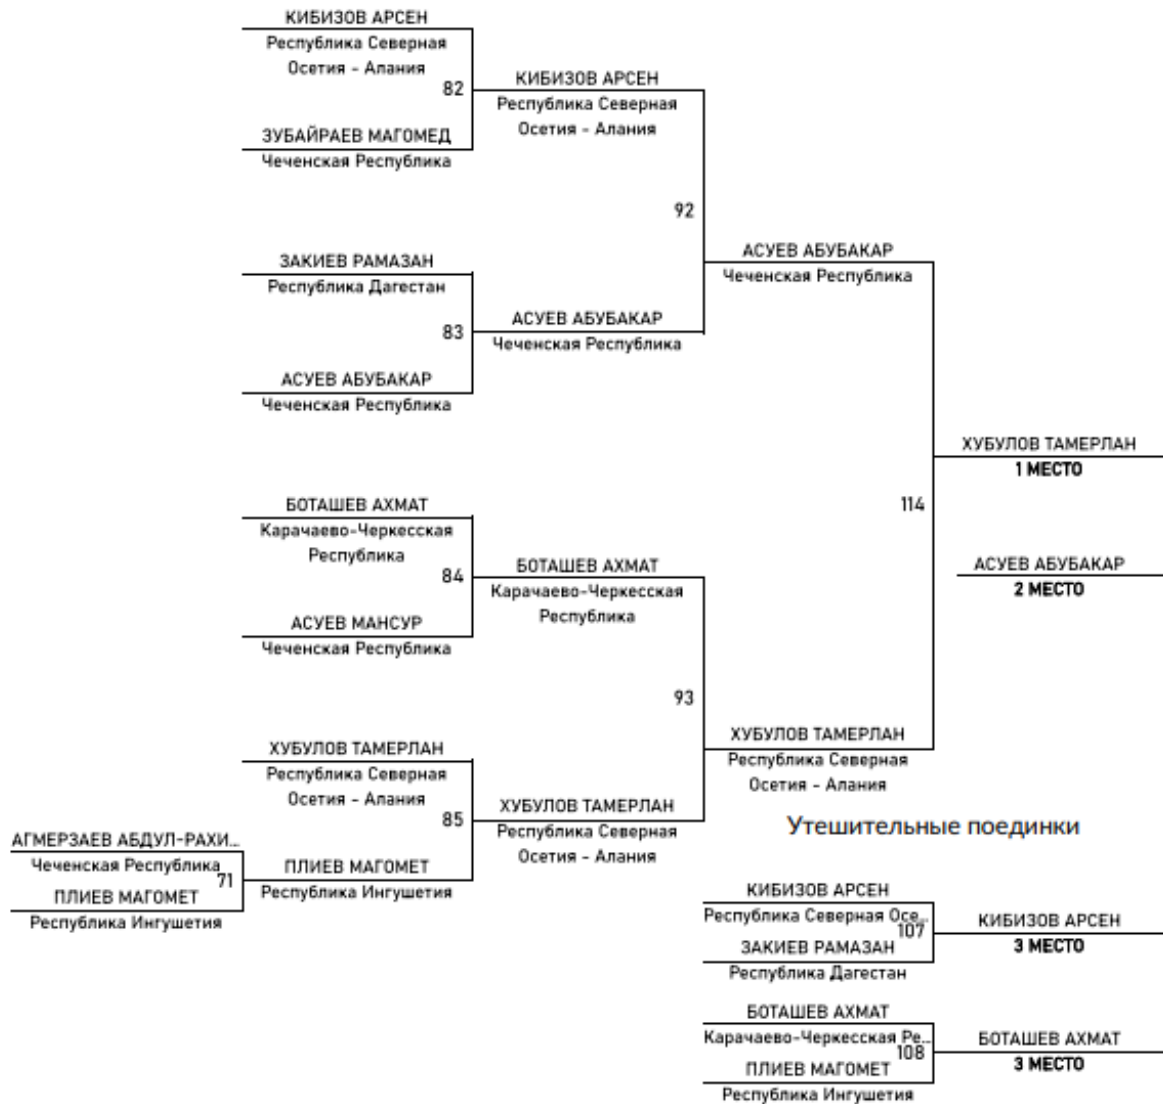 КИБИЗОВ АРСЕН
Республика Северная
Осетия - Алания
82
ЗУБАЙРАЕВ МАГОМЕД
Чеченская Республика
КИБИЗОВ АРСЕН
Республика Северная
Осетия - Алания
92
ЗАКИЕВ РАМАЗАН
Республика Дагестан
83
АСУЕВ АБУБАКАР
Чеченская Республика
АСУЕВ АБУБАКАР
Чеченская Республика
АСУЕВ АБУБАКАР
Чеченская Республика
БОТАШЕВ АХМАТ
Карачаево-Черкесская
Республика
84
АСУЕВ МАНСУР
Чеченская Республика
БОТАШЕВ АХМАТ
Карачаево-Черкесская
Республика
93
ХУБУЛОВ ТАМЕРЛАН
Республика Северная
Осетия - Алания
85
АГМЕРЗАЕВ АБДУЛ-РАХИ...
Чеченская Республика
71
ПЛИЕВ МАГОМЕТ
Республика Ингушетия
ПЛИЕВ МАГОМЕТ
Республика Ингушетия
ХУБУЛОВ ТАМЕРЛАН
Республика Северная
Осетия - Алания
ХУБУЛОВ ТАМЕРЛАН
Республика Северная
Осетия - Алания
114
ХУБУЛОВ ТАМЕРЛАН
1 МЕСТО
АСУЕВ АБУБАКАР
2 МЕСТО
Утешительные поединки
КИБИЗОВ АРСЕН
Республика Северная Осе...
107
ЗАКИЕВ РАМАЗАН
Республика Дагестан
КИБИЗОВ АРСЕН
3 МЕСТО
БОТАШЕВ АХМАТ
Карачаево-Черкесская Ре...
108
ПЛИЕВ МАГОМЕТ
Республика Ингушетия
БОТАШЕВ АХМАТ
3 МЕСТО